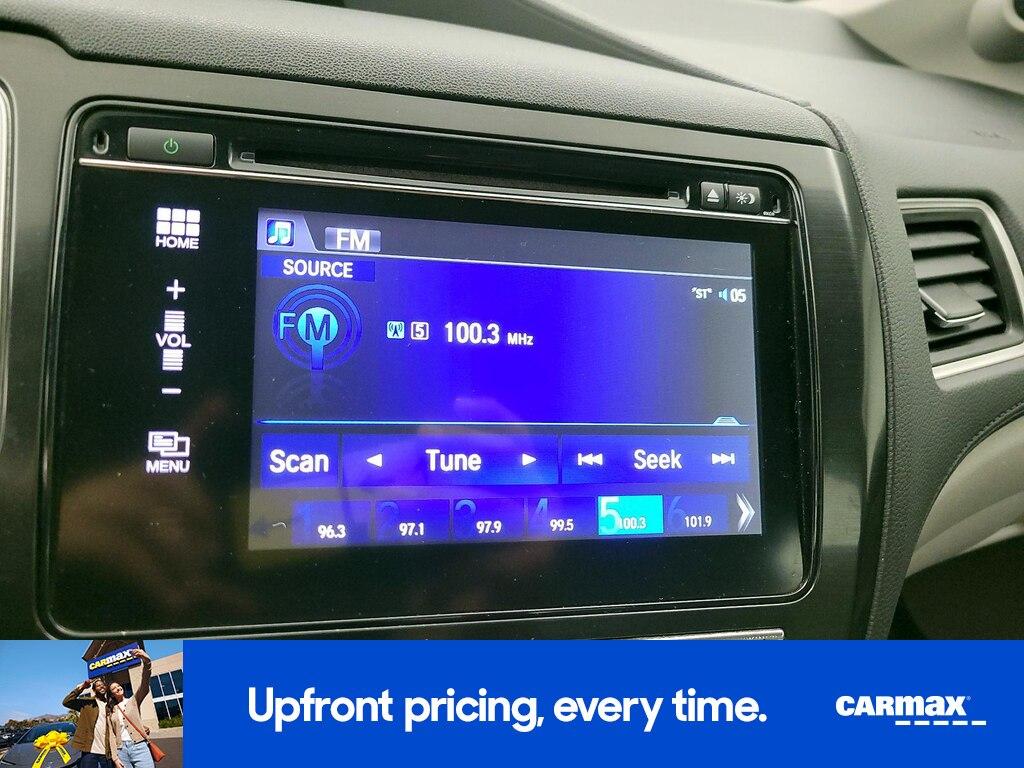 HOME
+
VOL
−
MENU
FM
SOURCE
"ST" 05
FM
5 100.3 MHz
Scan Tune Seek
1 96.3 2 97.1 3 97.9 4 99.5 5 100.3 6 101.9
CARMAX
Upfront pricing, every time. CARMAX